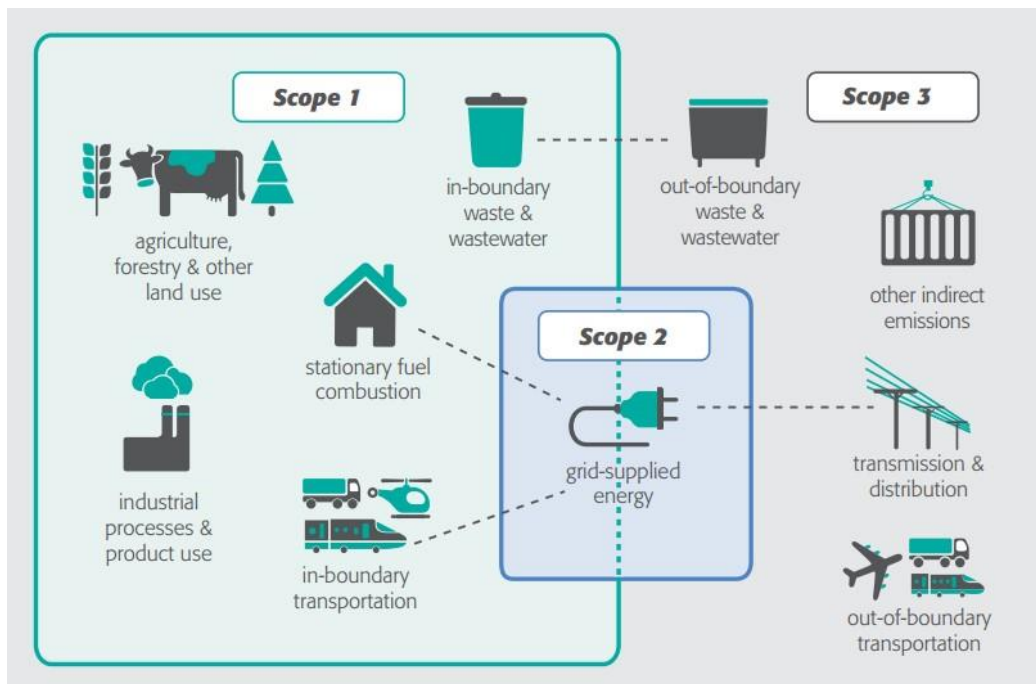 Scope 1
Scope 3
in-boundary
waste &
wastewater
out-of-boundary
waste &
wastewater
agriculture,
forestry & other
land use
other indirect
emissions
Scope 2
stationary fuel
combustion
grid-supplied
energy
transmission &
distribution
industrial
processes &
product use
in-boundary
transportation
out-of-boundary
transportation